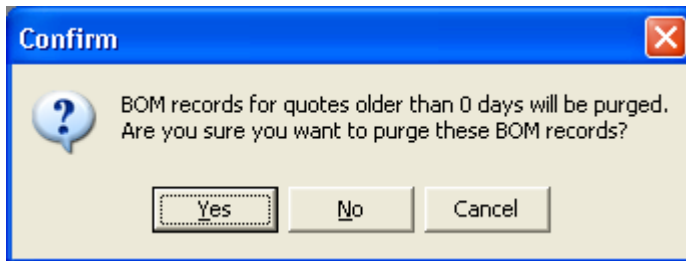 Confirm
BOM records for quotes older than 0 days will be purged.
Are you sure you want to purge these BOM records?
Yes No Cancel